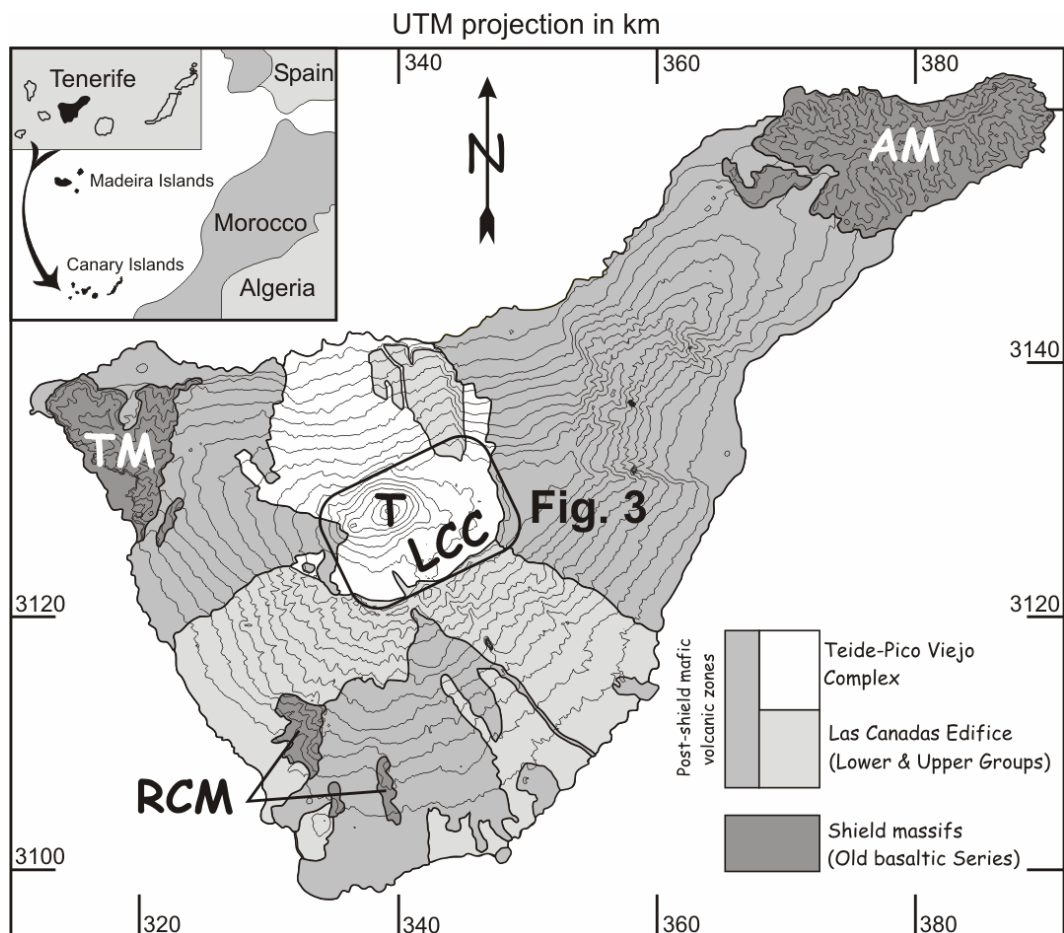 UTM projection in km
340
360
380
Tenerife
Spain
Madeira Islands
Morocco
Canary Islands
Algeria
N
AM
3140
TM
T
LCC
Fig. 3
3120
3120
Post-shield mafic
volcanic zones
Teide-Pico Viejo
Complex
Las Canadas Edifice
(Lower & Upper Groups)
RCM
Shield massifs
(Old basaltic Series)
3100
320
340
360
380